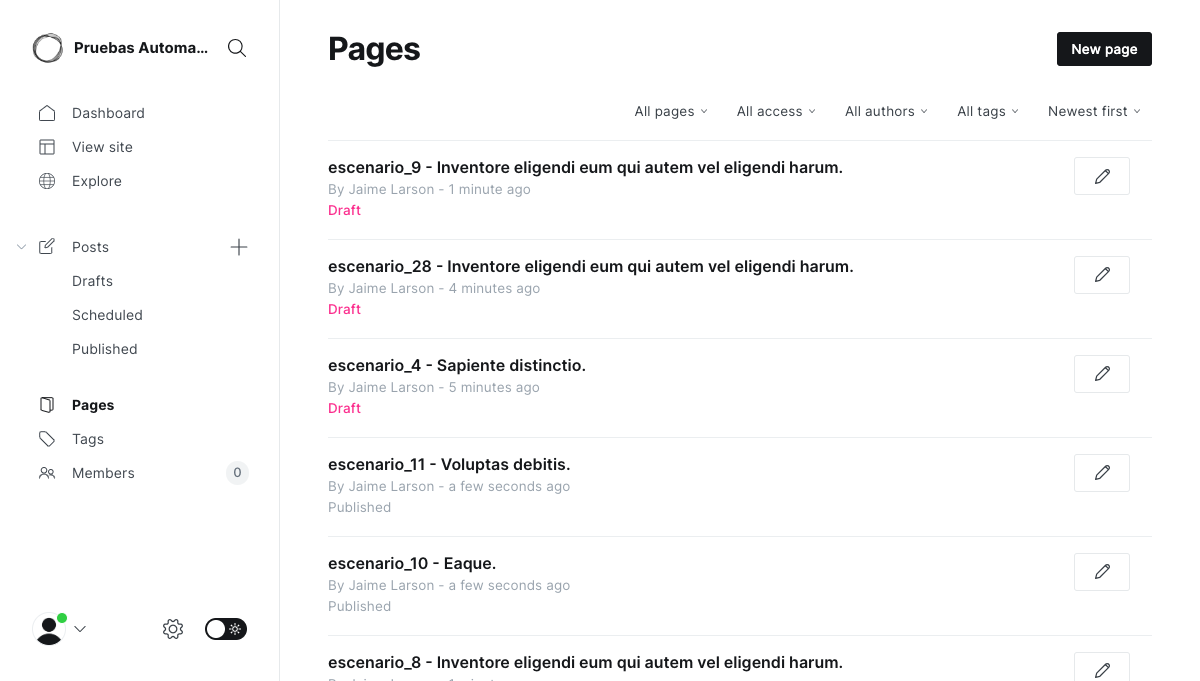 Pruebas Automa...
Dashboard
View site
Explore
Posts
Drafts
Scheduled
Published
Pages
Tags
Members
0
Pages
New page
All pages
All access
All authors
All tags
Newest first
escenario_9 - Inventore eligendi eum qui autem vel eligendi harum.
By Jaime Larson - 1 minute ago
Draft
escenario_28 - Inventore eligendi eum qui autem vel eligendi harum.
By Jaime Larson - 4 minutes ago
Draft
escenario_4 - Sapiente distinctio.
By Jaime Larson - 5 minutes ago
Draft
escenario_11 - Voluptas debitis.
By Jaime Larson - a few seconds ago
Published
escenario_10 - Eaque.
By Jaime Larson - a few seconds ago
Published
escenario_8 - Inventore eligendi eum qui autem vel eligendi harum.